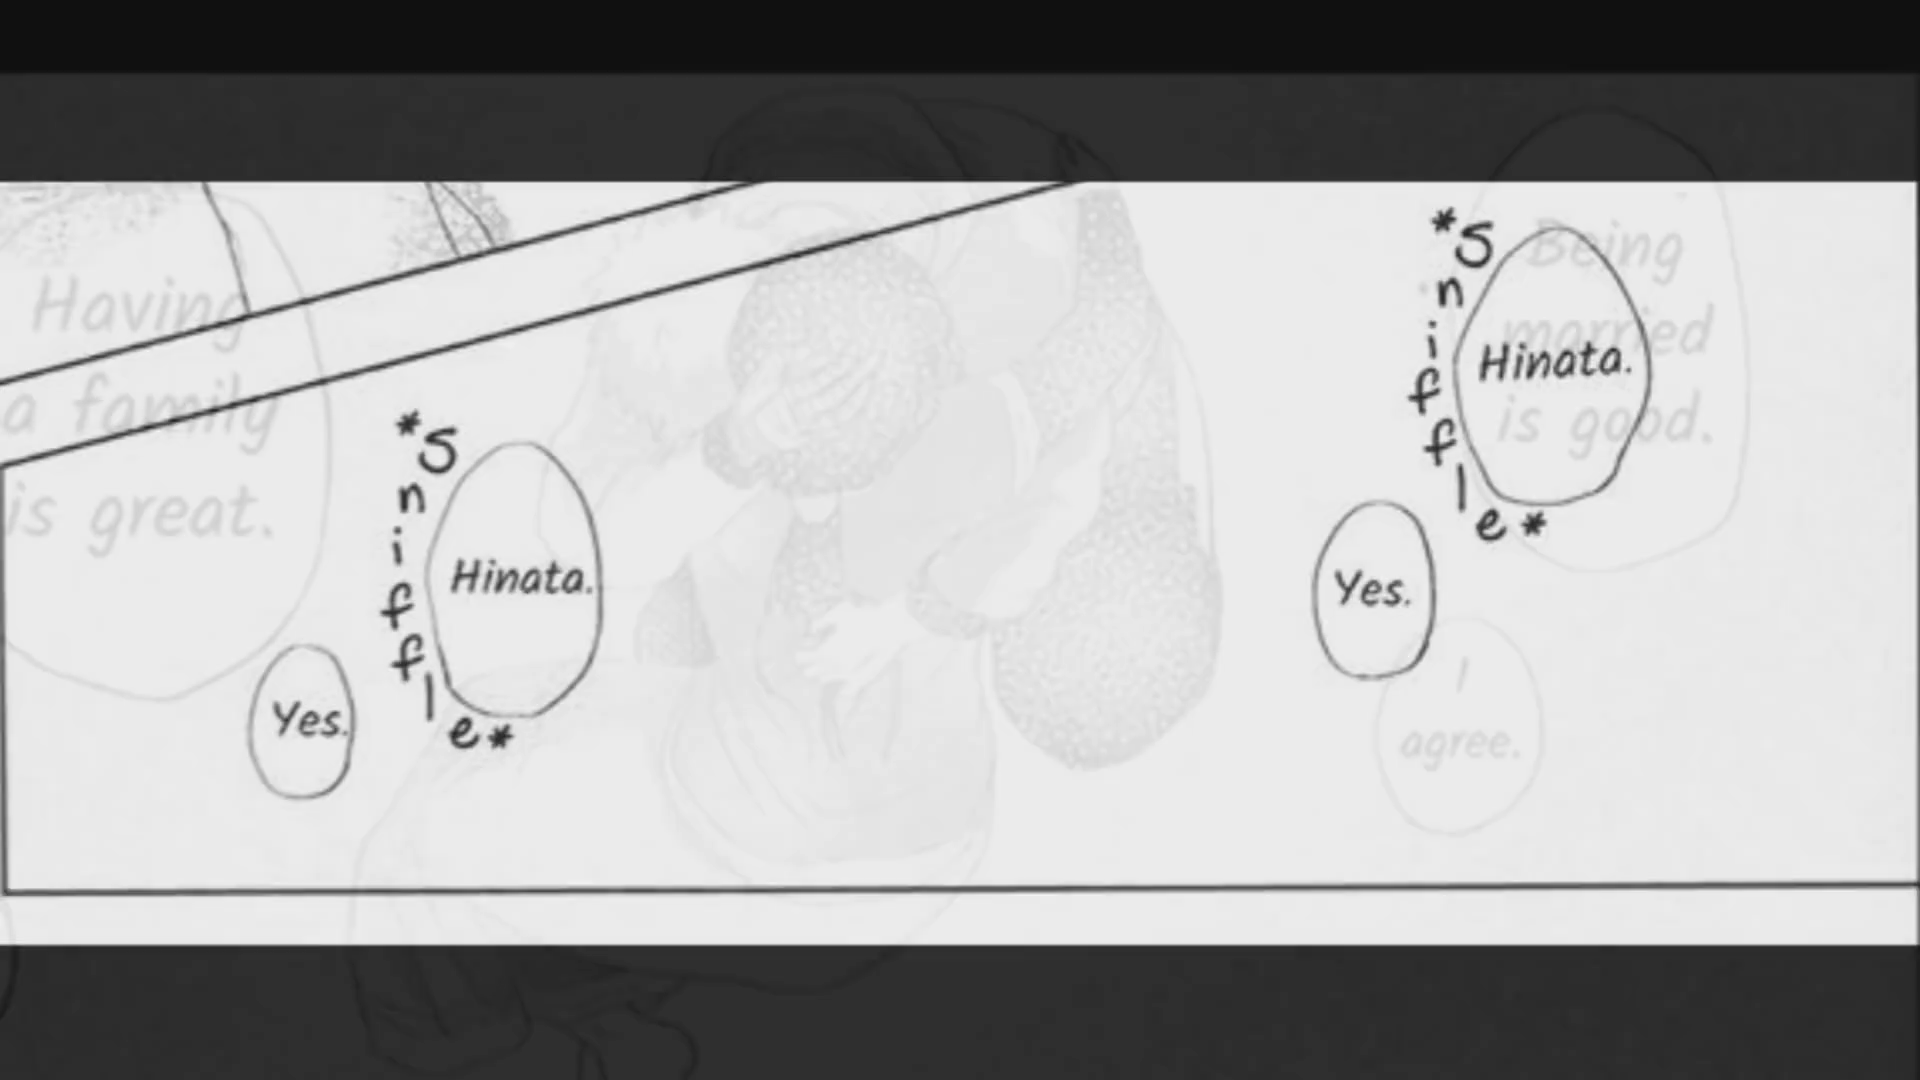 Having
a family
is great.
*Sniffle*
Hinata.
Yes.
*Sniffle*
Hinata.
Yes.
Being
married
is good.
I
agree.